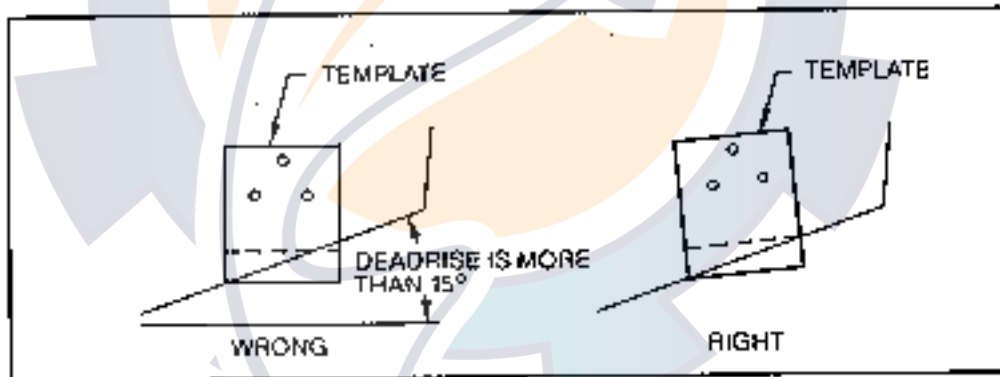 TEMPLATE
TEMPLATE
DEADRISE IS MORE
THAN 15°
WRONG
RIGHT